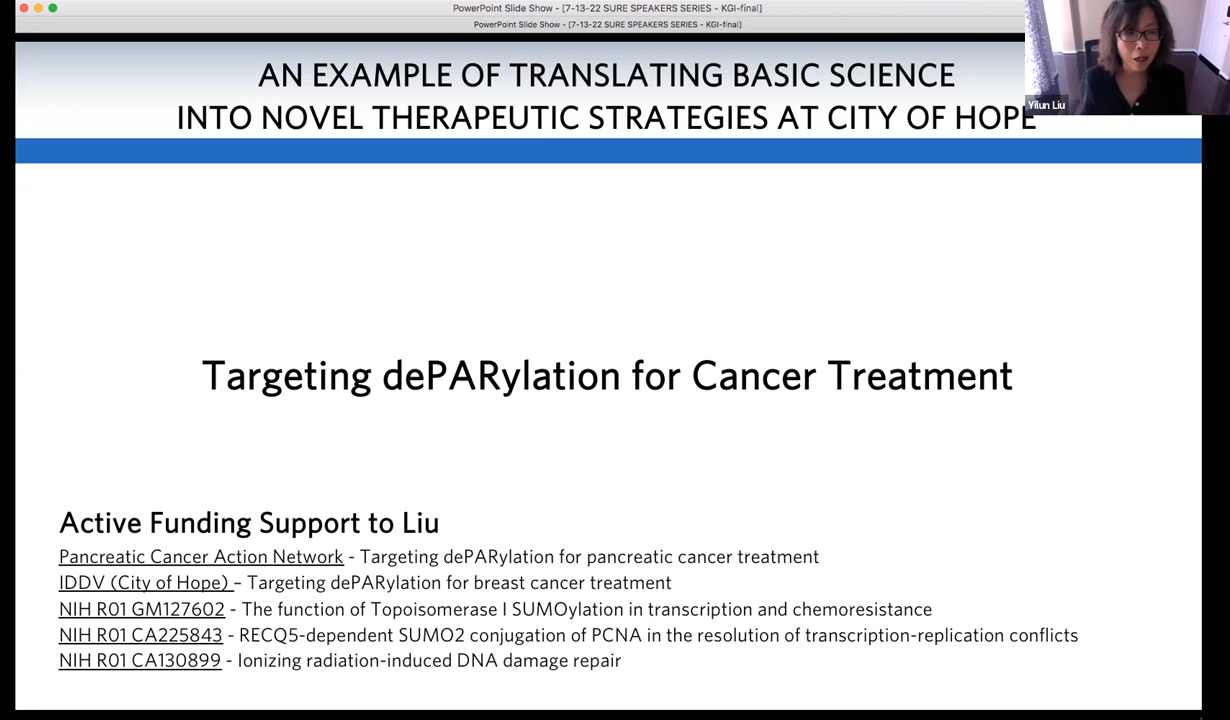 PowerPoint Slide Show - [7-13-22 SURE SPEAKERS SERIES - KGI-final]
PowerPoint Slide Show - [7-13-22 SURE SPEAKERS SERIES - KGI-final]
AN EXAMPLE OF TRANSLATING BASIC SCIENCE
INTO NOVEL THERAPEUTIC STRATEGIES AT CITY OF HOPE
Yilun Liu
Targeting dePARylation for Cancer Treatment
Active Funding Support to Liu
Pancreatic Cancer Action Network - Targeting dePARylation for pancreatic cancer treatment
IDDV (City of Hope) – Targeting dePARylation for breast cancer treatment
NIH R01 GM127602 - The function of Topoisomerase I SUMOylation in transcription and chemoresistance
NIH R01 CA225843 - RECQ5-dependent SUMO2 conjugation of PCNA in the resolution of transcription-replication conflicts
NIH R01 CA130899 - Ionizing radiation-induced DNA damage repair